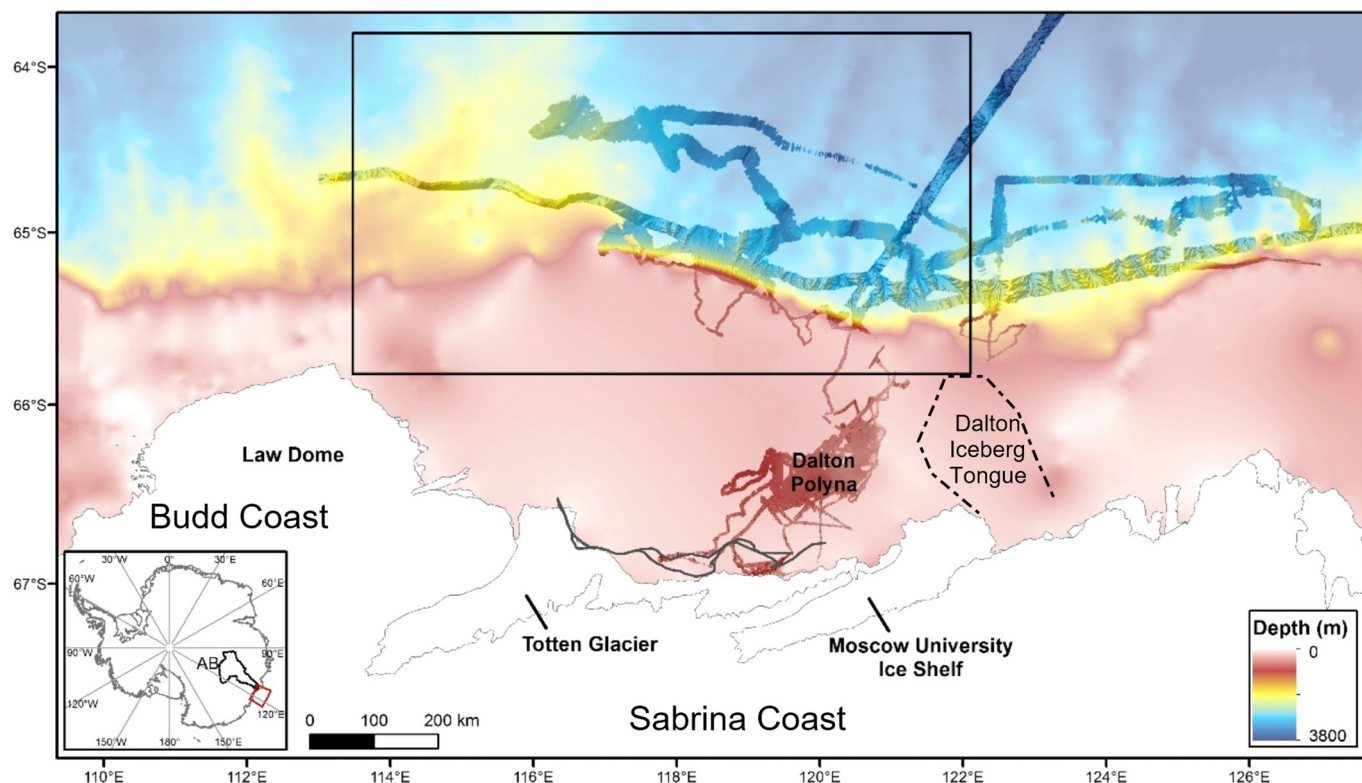 64°S
65°S
66°S
67°S
Law Dome
Budd Coast
Dalton
Polyna
Dalton
Iceberg
Tongue
Totten Glacier
Moscow University
Ice Shelf
Sabrina Coast
30°W
0°
30°E
60°W
60°E
90°W
AB
90°E
120°W
120°E
150°W
180°
150°E
0
100
200 km
Depth (m)
0
3800
110°E
112°E
114°E
116°E
118°E
120°E
122°E
124°E
126°E